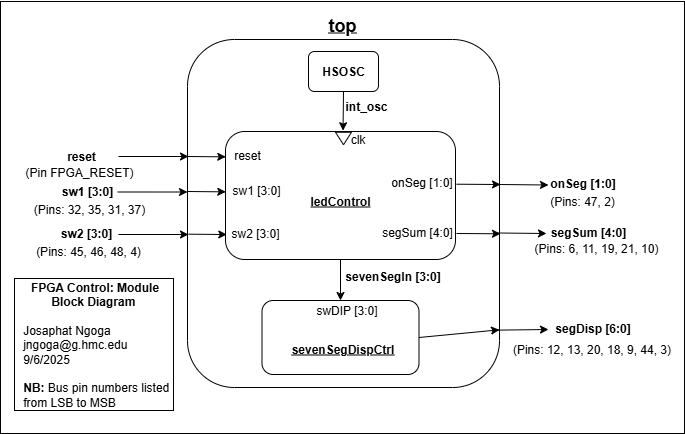 top
HSOSC
int_osc
clk
reset
(Pin FPGA_RESET)
sw1 [3:0]
(Pins: 32, 35, 31, 37)
sw2 [3:0]
(Pins: 45, 46, 48, 4)
reset
sw1 [3:0]
sw2 [3:0]
ledControl
onSeg [1:0]
segSum [4:0]
onSeg [1:0]
(Pins: 47, 2)
segSum [4:0]
(Pins: 6, 11, 19, 21, 10)
sevenSegIn [3:0]
swDIP [3:0]
sevenSegDispCtrl
segDisp [6:0]
(Pins: 12, 13, 20, 18, 9, 44, 3)
FPGA Control: Module
Block Diagram
Josaphat Ngoga
jngoga@g.hmc.edu
9/6/2025
NB: Bus pin numbers listed
from LSB to MSB